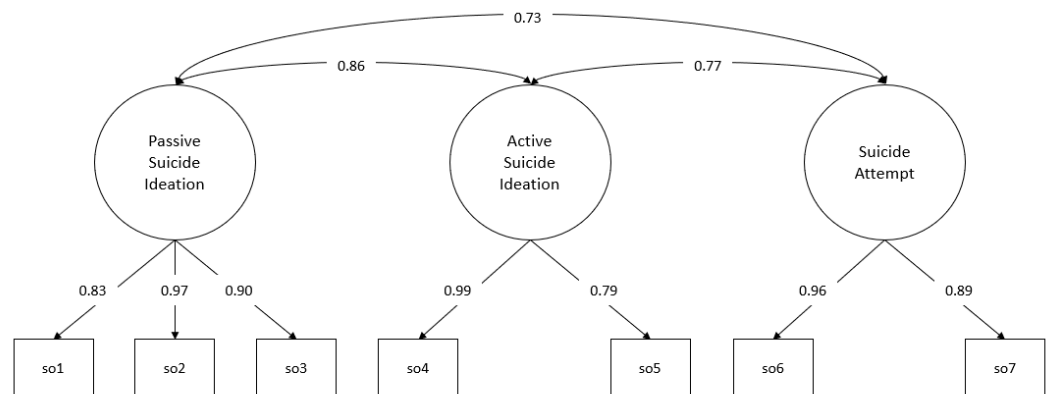 0.73
0.86
0.77
Passive
Suicide
Ideation
Active
Suicide
Ideation
Suicide
Attempt
0.83
0.97
0.90
0.99
0.79
0.96
0.89
so1
so2
so3
so4
so5
so6
so7